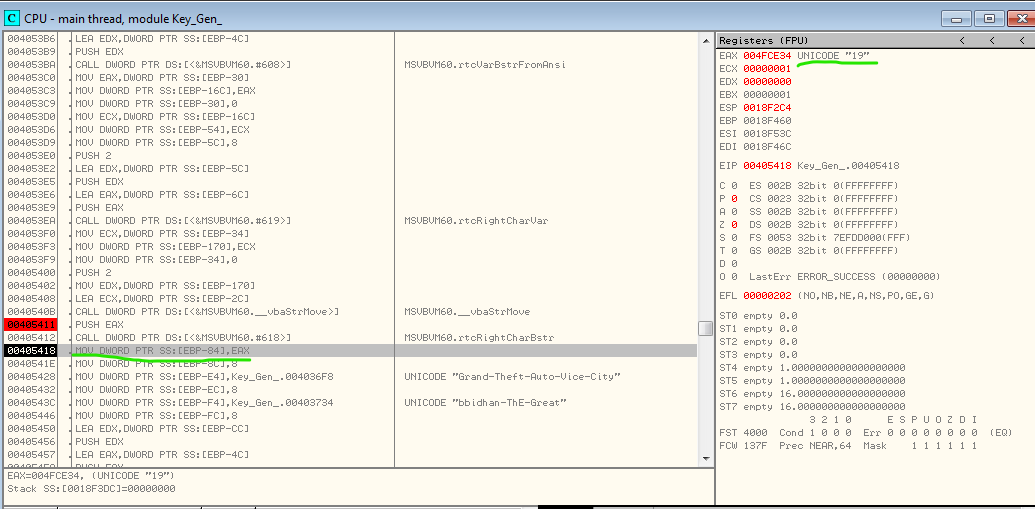 C CPU - main thread, module Key_Gen_
004053B6 . LEA EDX,DWORD PTR SS:[EBP-4C]
004053B9 . PUSH EDX
004053BA . CALL DWORD PTR DS:[<&MSVBVM60.#608>] MSVBVM60.rtcVarBstrFromAnsi
004053C0 . MOV EAX,DWORD PTR SS:[EBP-30]
004053C3 . MOV DWORD PTR SS:[EBP-16C],EAX
004053C9 . MOV DWORD PTR SS:[EBP-30],0
004053D0 . MOV ECX,DWORD PTR SS:[EBP-16C]
004053D6 . MOV DWORD PTR SS:[EBP-54],ECX
004053D9 . MOV DWORD PTR SS:[EBP-5C],8
004053E0 . PUSH 2
004053E2 . LEA EDX,DWORD PTR SS:[EBP-5C]
004053E5 . PUSH EDX
004053E6 . LEA EAX,DWORD PTR SS:[EBP-6C]
004053E9 . PUSH EAX
004053EA . CALL DWORD PTR DS:[<&MSVBVM60.#619>] MSVBVM60.rtcRightCharVar
004053F0 . MOV ECX,DWORD PTR SS:[EBP-34]
004053F3 . MOV DWORD PTR SS:[EBP-170],ECX
004053F9 . MOV DWORD PTR SS:[EBP-34],0
00405400 . PUSH 2
00405402 . MOV EDX,DWORD PTR SS:[EBP-170]
00405408 . LEA ECX,DWORD PTR SS:[EBP-2C]
0040540B . CALL DWORD PTR DS:[<&MSVBVM60.__vbaStrMove>] MSVBVM60.__vbaStrMove
00405411 . PUSH EAX
00405412 . CALL DWORD PTR DS:[<&MSVBVM60.#618>] MSVBVM60.rtcRightCharBstr
00405418 . MOV DWORD PTR SS:[EBP-84],EAX
0040541E . MOV DWORD PTR SS:[EBP-8C],8
00405428 . MOV DWORD PTR SS:[EBP-E4],Key_Gen_.004036F8 UNICODE "Grand-Theft-Auto-Vice-City"
00405432 . MOV DWORD PTR SS:[EBP-EC],8
0040543C . MOV DWORD PTR SS:[EBP-F4],Key_Gen_.00403734 UNICODE "bbidhan-ThE-Great"
00405446 . MOV DWORD PTR SS:[EBP-FC],8
00405450 . LEA EDX,DWORD PTR SS:[EBP-CC]
00405456 . PUSH EDX
00405457 . LEA EAX,DWORD PTR SS:[EBP-4C]
EAX=004FCE34, (UNICODE "19")
Stack SS:[0018F3DC]=00000000
Registers (FPU) < < <
EAX 004FCE34 UNICODE "19"
ECX 00000001
EDX 00000000
EBX 00000001
ESP 0018F2C4
EBP 0018F460
ESI 0018F53C
EDI 0018F46C
EIP 00405418 Key_Gen_.00405418
C 0 ES 002B 32bit 0(FFFFFFFF)
P 0 CS 0023 32bit 0(FFFFFFFF)
A 0 SS 002B 32bit 0(FFFFFFFF)
Z 0 DS 002B 32bit 0(FFFFFFFF)
S 0 FS 0053 32bit 7EFDD000(FFF)
T 0 GS 002B 32bit 0(FFFFFFFF)
D 0
O 0 LastErr ERROR_SUCCESS (00000000)
EFL 00000202 (NO,NB,NE,A,NS,PO,GE,G)
ST0 empty 0.0
ST1 empty 0.0
ST2 empty 0.0
ST3 empty 0.0
ST4 empty 1.0000000000000000000
ST5 empty 1.0000000000000000000
ST6 empty 16.000000000000000000
ST7 empty 16.000000000000000000
3 2 1 0 E S P U O Z D I
FST 4000 Cond 1 0 0 0 Err 0 0 0 0 0 0 0 0 (EQ)
FCW 137F Prec NEAR,64 Mask 1 1 1 1 1 1